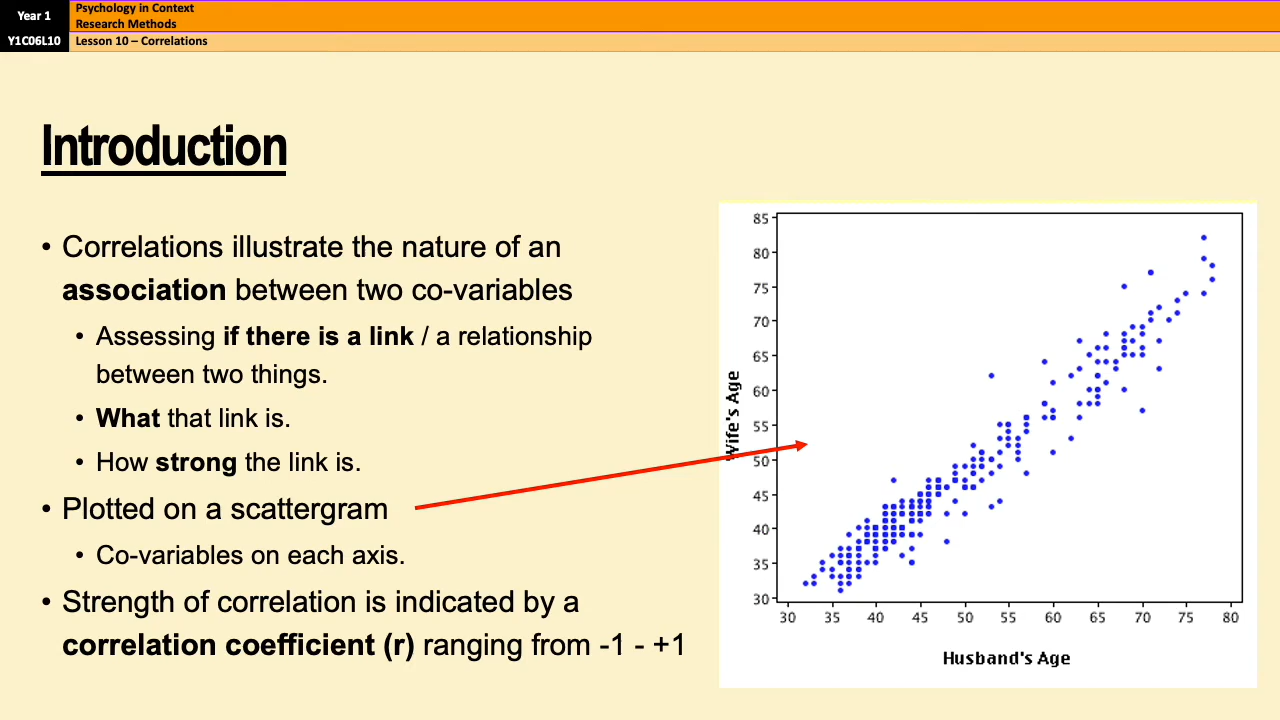 Year 1
Psychology in Context
Research Methods
Y1C06L10
Lesson 10 – Correlations
Introduction
• Correlations illustrate the nature of an
association between two co-variables
• Assessing if there is a link / a relationship
between two things.
• What that link is.
• How strong the link is.
• Plotted on a scattergram
• Co-variables on each axis.
• Strength of correlation is indicated by a
correlation coefficient (r) ranging from -1 - +1
Wife's Age
85
80
75
70
65
60
55
50
45
40
35
30
30 35 40 45 50 55 60 65 70 75 80
Husband's Age